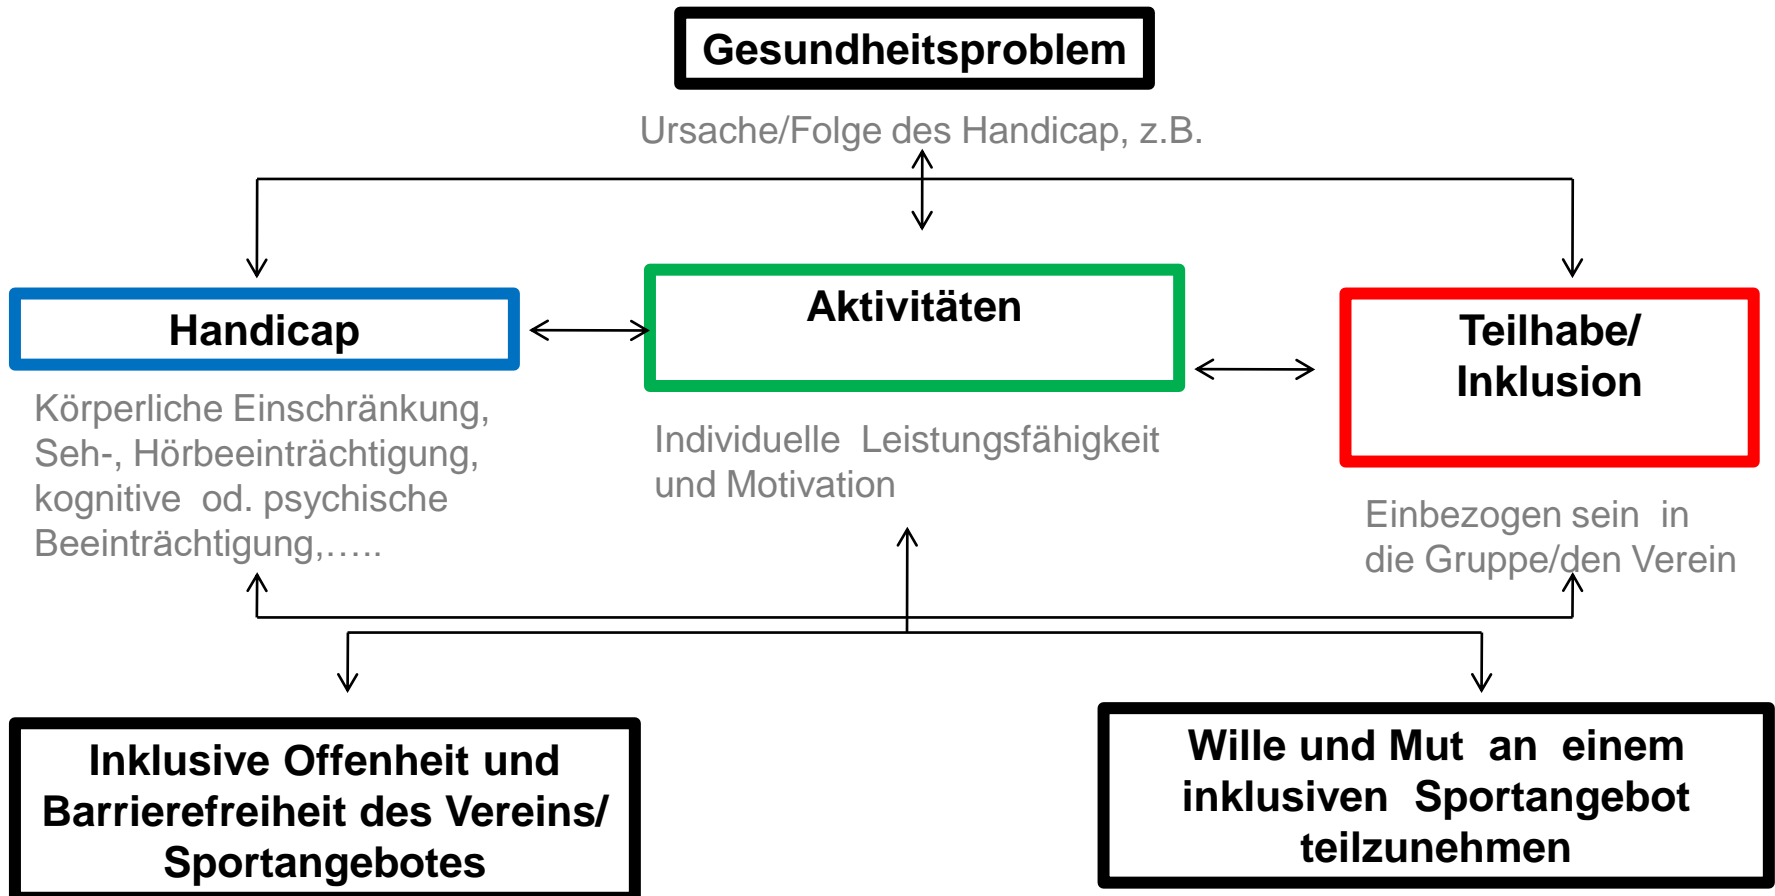 Gesundheitsproblem
Ursache/Folge des Handicap, z.B.
Handicap
Körperliche Einschränkung,
Seh-, Hörbeeinträchtigung,
kognitive od. psychische
Beeinträchtigung,…..
Aktivitäten
Individuelle Leistungsfähigkeit
und Motivation
Teilhabe/
Inklusion
Einbezogen sein in
die Gruppe/den Verein
Inklusive Offenheit und
Barrierefreiheit des Vereins/
Sportangebotes
Wille und Mut an einem
inklusiven Sportangebot
teilzunehmen